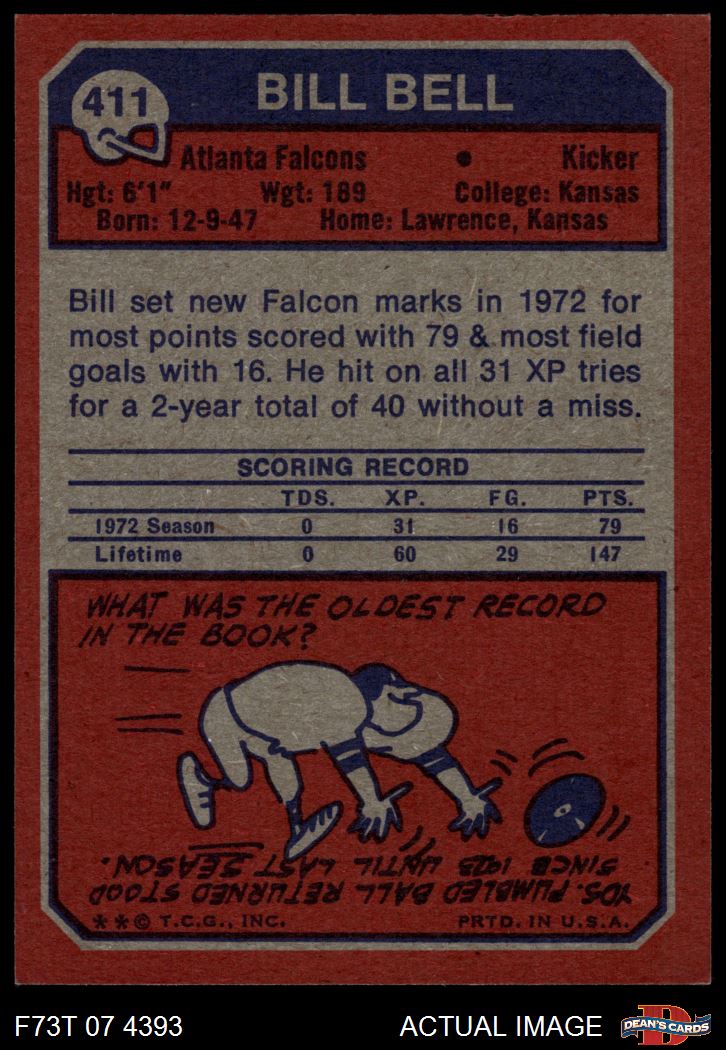 411
BILL BELL
Atlanta Falcons • Kicker
Hgt: 6'1" Wgt: 189 College: Kansas
Born: 12-9-47 Home: Lawrence, Kansas
Bill set new Falcon marks in 1972 for
most points scored with 79 & most field
goals with 16. He hit on all 31 XP tries
for a 2-year total of 40 without a miss.
SCORING RECORD
TDS. XP. FG. PTS.
1972 Season 0 31 16 79
Lifetime 0 60 29 147
WHAT WAS THE OLDEST RECORD
IN THE BOOK?
YDS. FUMBLED BALL RETURNED STOOD
SINCE 1923 UNTIL LAST SEASON.
* * © T.C.G., INC. PRTD. IN U.S.A.
F73T 07 4393 ACTUAL IMAGE
D
DEAN'S CARDS